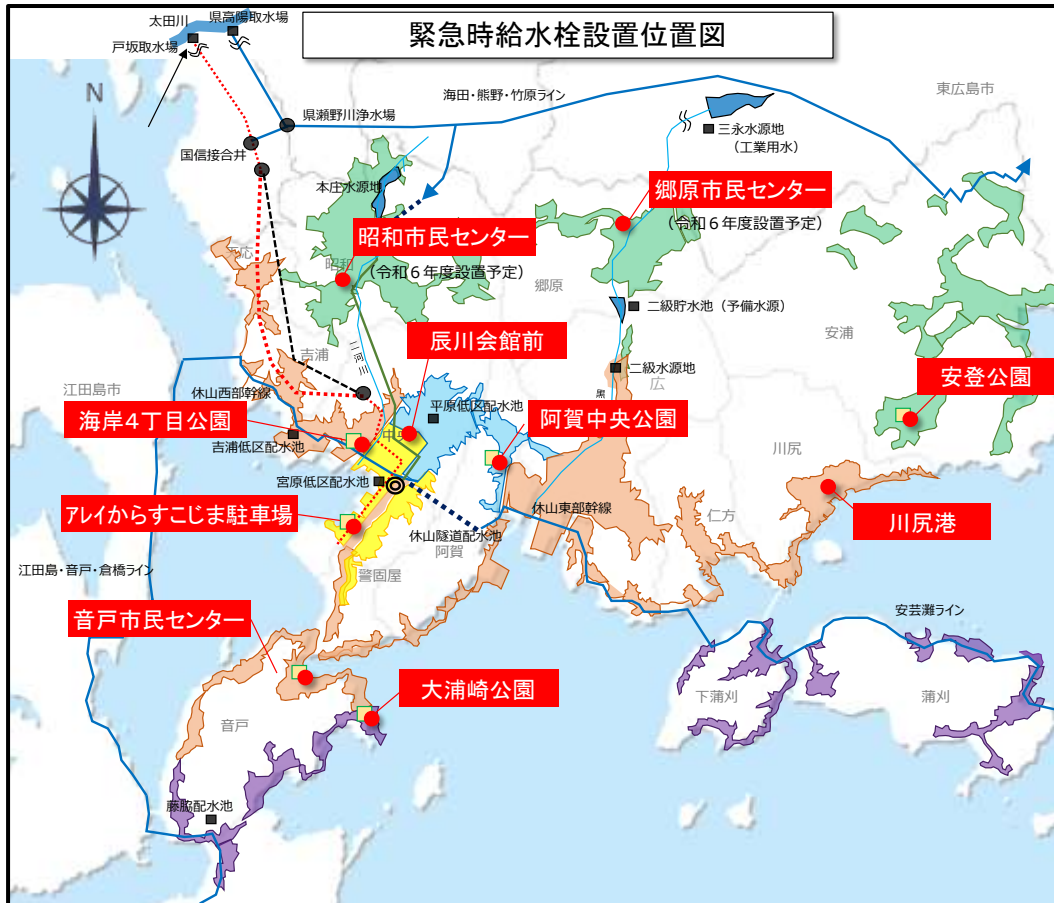 緊急時給水栓設置位置図
太田川
県高陽取水場
戸坂取水場
N
海田・熊野・竹原ライン
東広島市
県瀬野川浄水場
三永水源地
（工業用水）
国信接合井
本庄水源地
郷原市民センター
（令和６年度設置予定）
昭和市民センター
（令和６年度設置予定）
昭和
郷原
二級貯水池（予備水源）
安浦
辰川会館前
吉浦
二河川
二級水源地
広
安登公園
江田島市
休山西部幹線
海岸４丁目公園
平原低区配水池
阿賀中央公園
黒
中央
吉浦低区配水池
川尻
宮原低区配水池
ｱﾚｲからすこじま駐車場
休山東部幹線
仁方
川尻港
休山隧道配水池
阿賀
江田島・音戸・倉橋ライン
警固屋
音戸市民センター
安芸灘ライン
大浦崎公園
下蒲刈
蒲刈
音戸
藤脇配水池